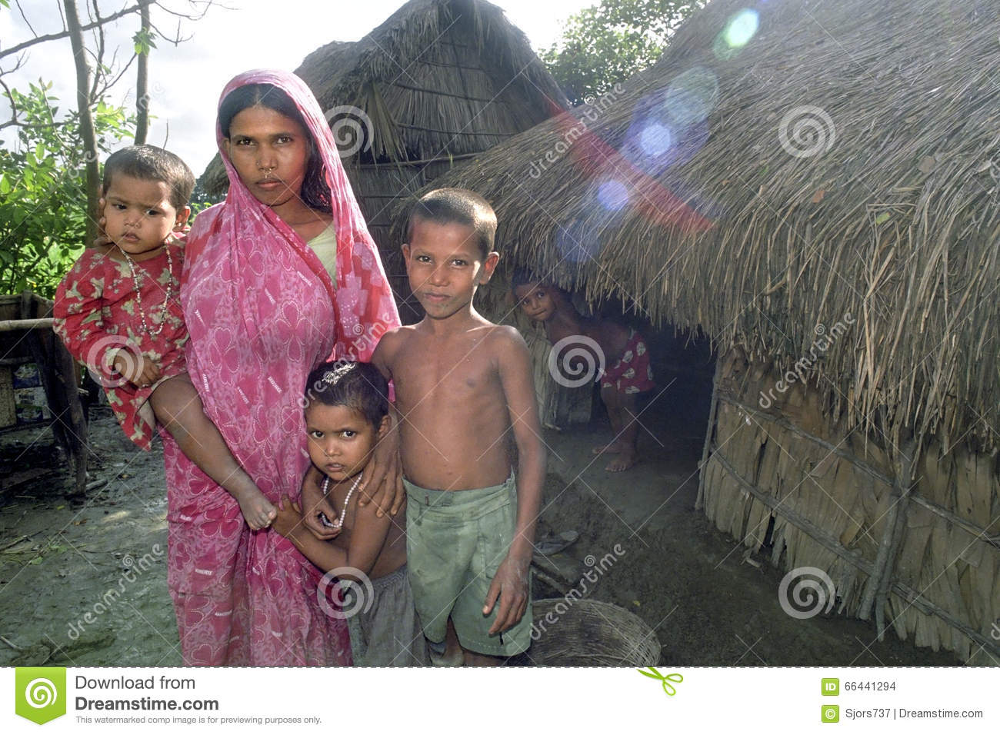 dreamstime
dreamstime
dreamstime
dreamstime
dreamstime
dreamstime
Download from
Dreamstime.com
This watermarked comp image is for previewing purposes only.
ID 66441294
© Sjors737 | Dreamstime.com